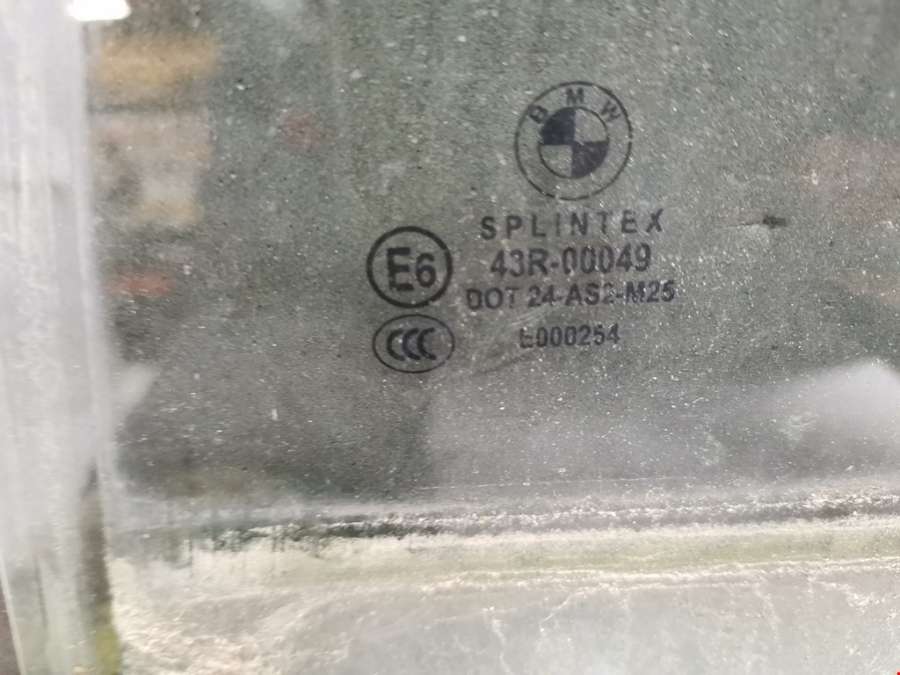 BMW
SPLINTEX
E6
43R-00049
DOT 24-AS2-M25
CCC
E000254